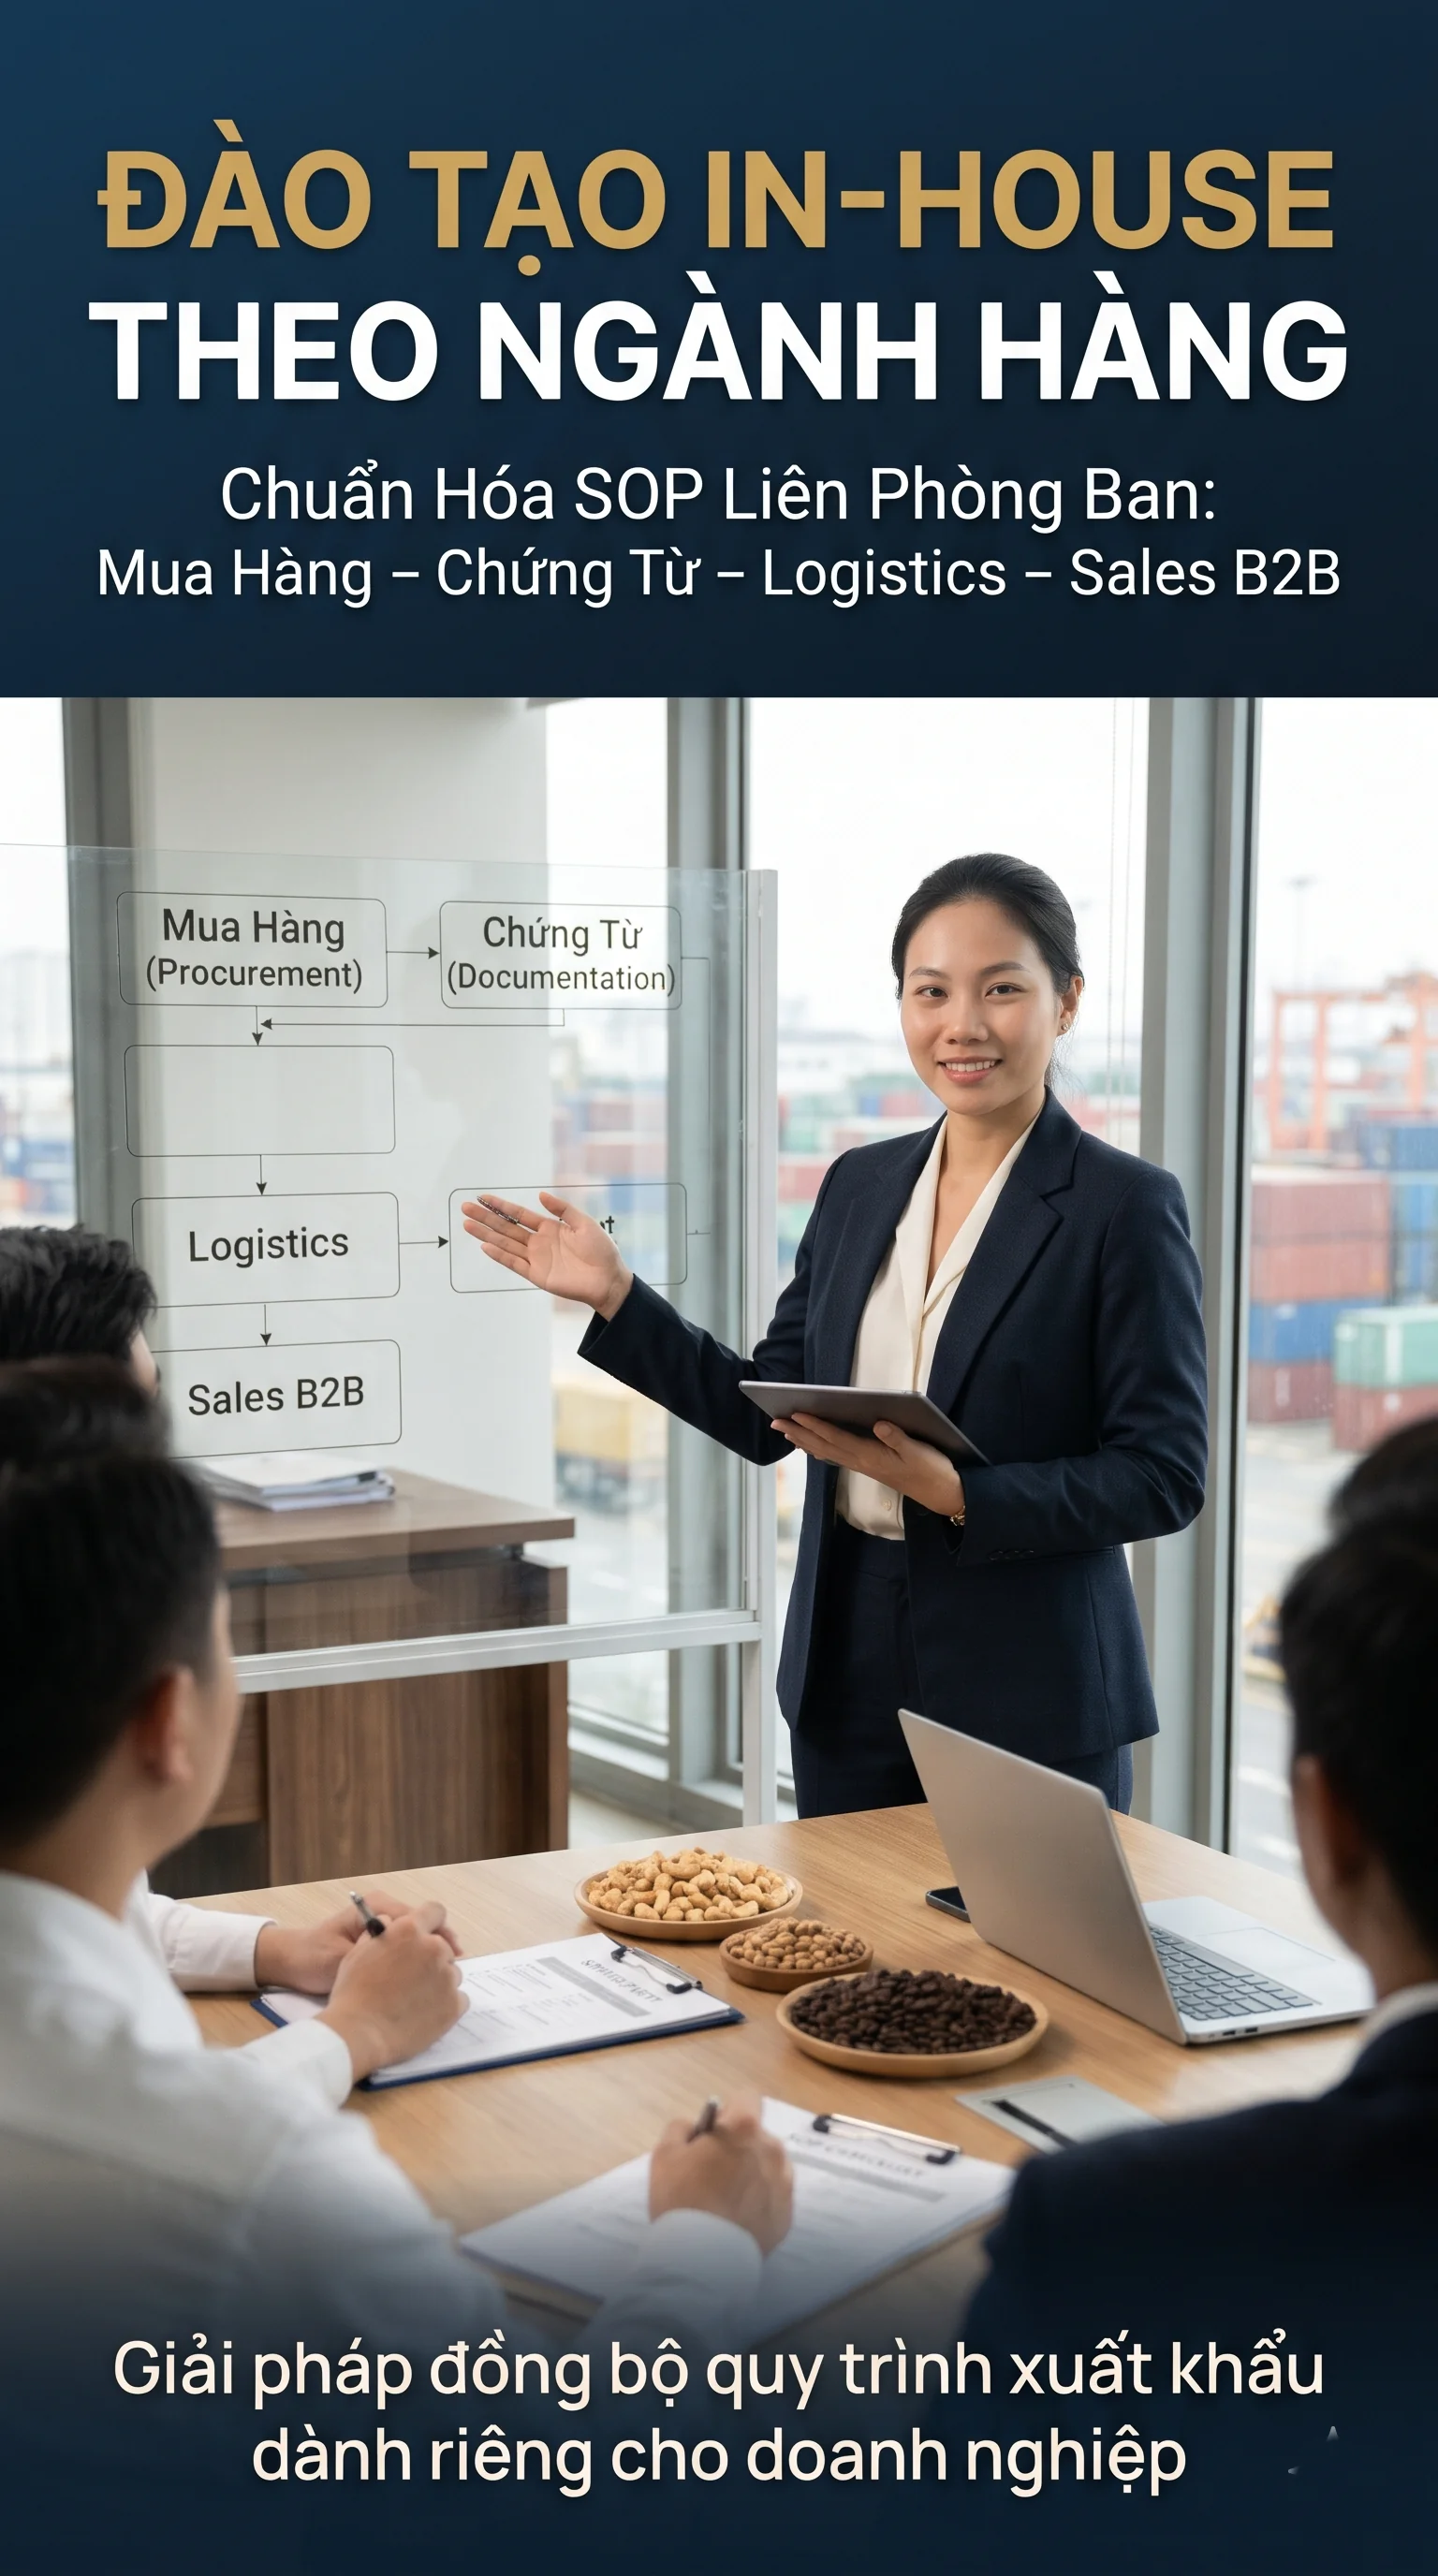 ĐÀO TẠO IN-HOUSE
THEO NGÀNH HÀNG
Chuẩn Hóa SOP Liên Phòng Ban:
Mua Hàng – Chứng Từ – Logistics – Sales B2B
Mua Hàng
(Procurement)
Chứng Từ
(Documentation)
Logistics
Sales B2B
Giải pháp đồng bộ quy trình xuất khẩu
dành riêng cho doanh nghiệp